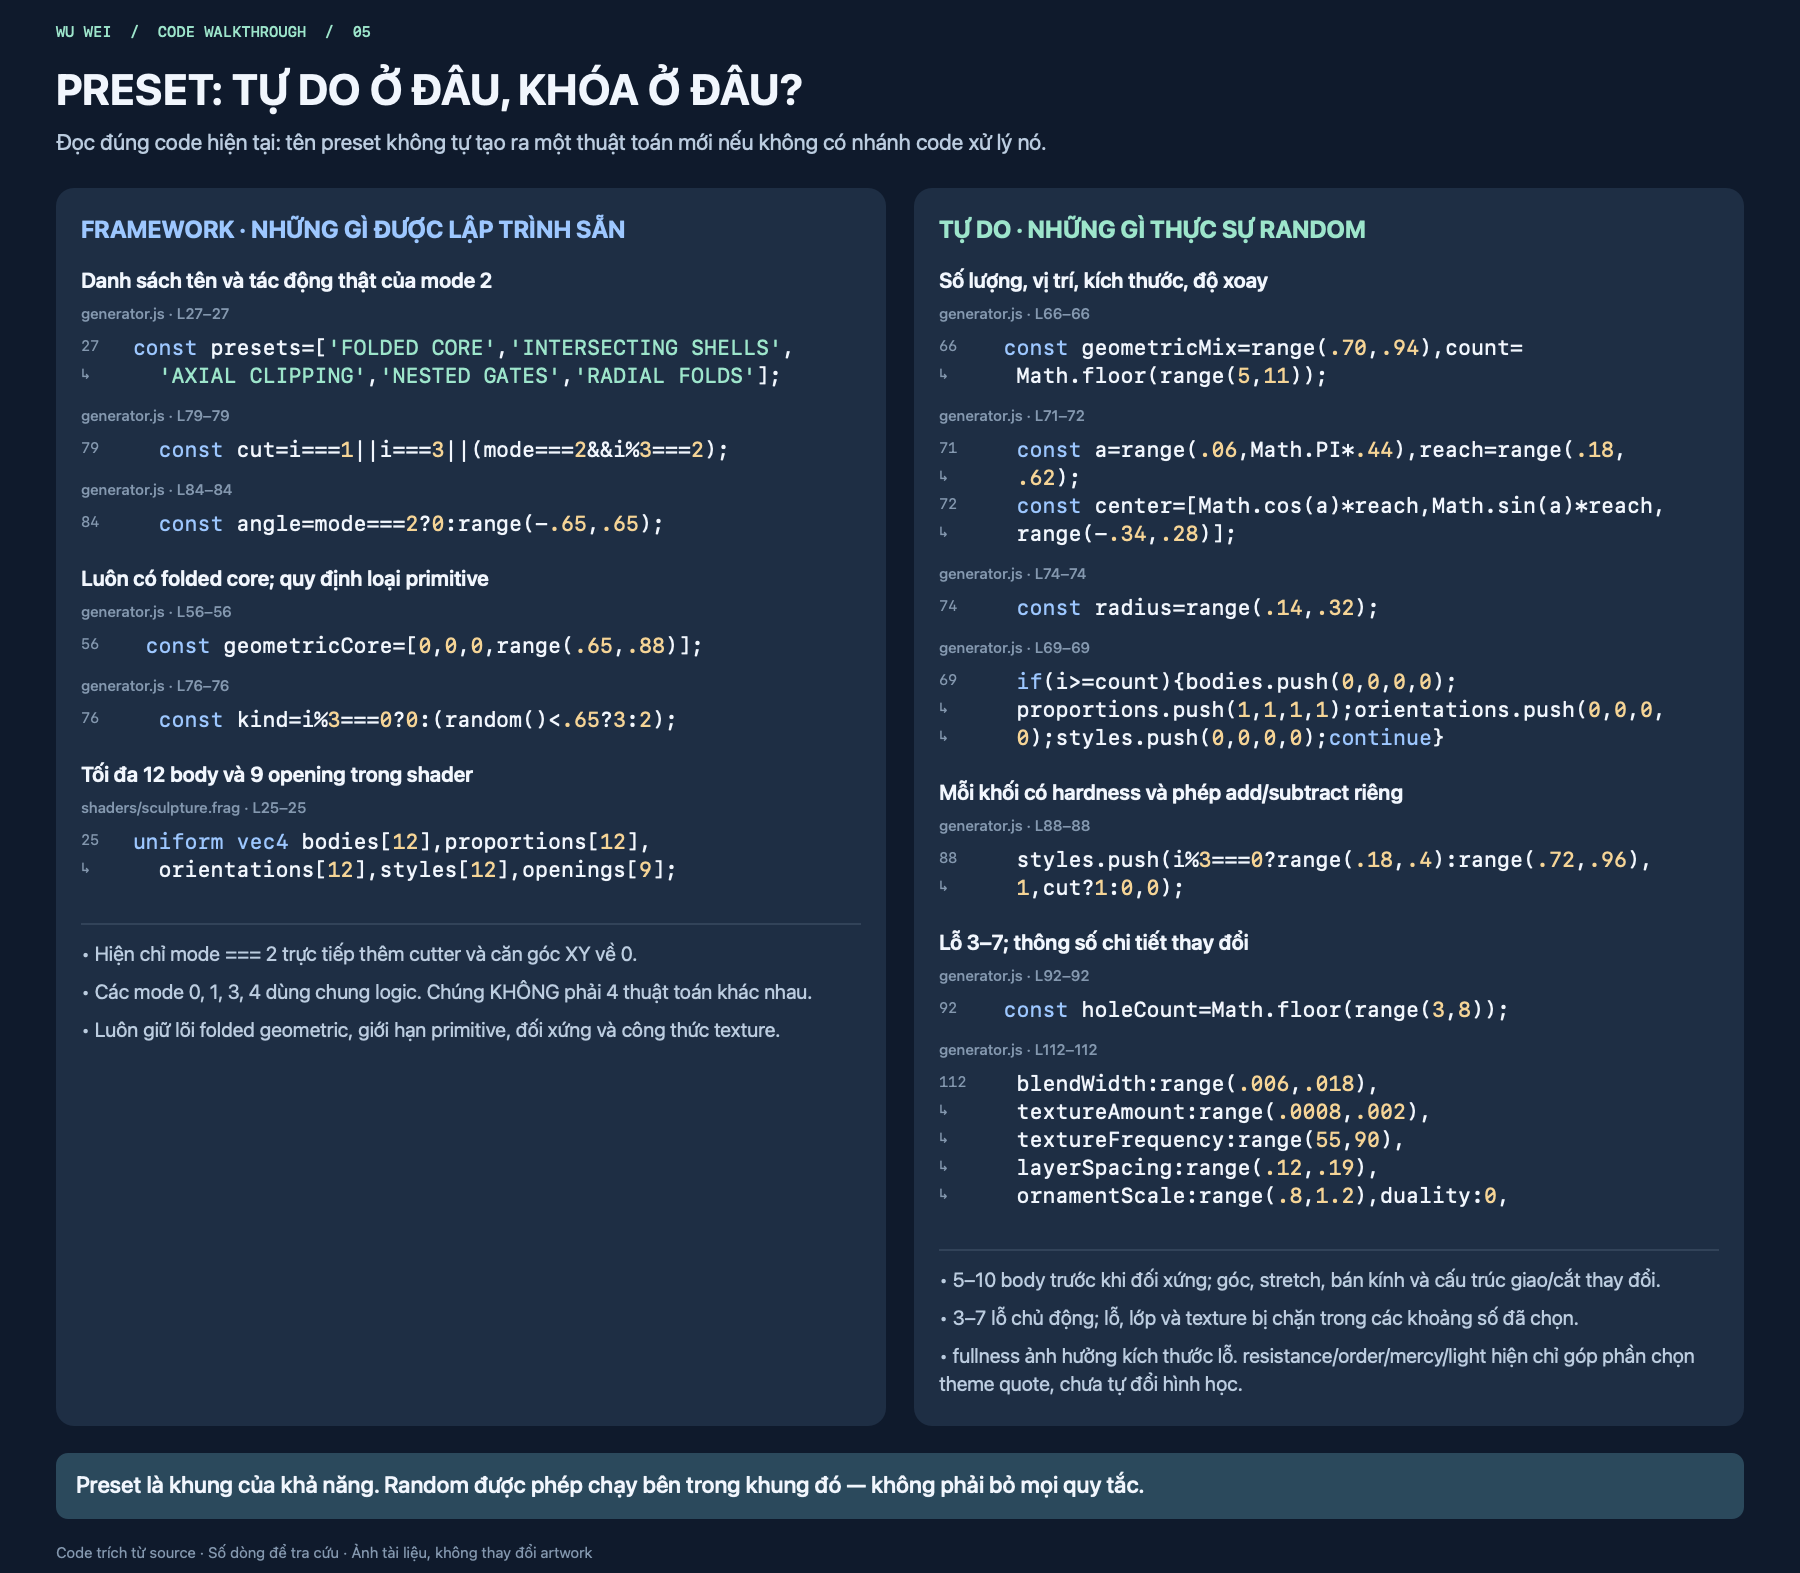 WU WEI / CODE WALKTHROUGH / 05
PRESET: TỰ DO Ở ĐÂU, KHÓA Ở ĐÂU?
Đọc đúng code hiện tại: tên preset không tự tạo ra một thuật toán mới nếu không có nhánh code xử lý nó.
FRAMEWORK · NHỮNG GÌ ĐƯỢC LẬP TRÌNH SẴN
Danh sách tên và tác động thật của mode 2
generator.js · L27–27
27 const presets=['FOLDED CORE','INTERSECTING SHELLS',
↳ 'AXIAL CLIPPING','NESTED GATES','RADIAL FOLDS'];
generator.js · L79–79
79 const cut=i===1||i===3||(mode===2&&i%3===2);
generator.js · L84–84
84 const angle=mode===2?0:range(-.65,.65);
Luôn có folded core; quy định loại primitive
generator.js · L56–56
56 const geometricCore=[0,0,0,range(.65,.88)];
generator.js · L76–76
76 const kind=i%3===0?0:(random()<.65?3:2);
Tối đa 12 body và 9 opening trong shader
shaders/sculpture.frag · L25–25
25 uniform vec4 bodies[12],proportions[12],
↳ orientations[12],styles[12],openings[9];
• Hiện chỉ mode === 2 trực tiếp thêm cutter và căn góc XY về 0.
• Các mode 0, 1, 3, 4 dùng chung logic. Chúng KHÔNG phải 4 thuật toán khác nhau.
• Luôn giữ lõi folded geometric, giới hạn primitive, đối xứng và công thức texture.
TỰ DO · NHỮNG GÌ THỰC SỰ RANDOM
Số lượng, vị trí, kích thước, độ xoay
generator.js · L66–66
66 const geometricMix=range(.70,.94),count=
↳ Math.floor(range(5,11));
generator.js · L71–72
71 const a=range(.06,Math.PI*.44),reach=range(.18,
↳ .62);
72 const center=[Math.cos(a)*reach,Math.sin(a)*reach,
↳ range(-.34,.28)];
generator.js · L74–74
74 const radius=range(.14,.32);
generator.js · L69–69
69 if(i>=count){bodies.push(0,0,0,0);
↳ proportions.push(1,1,1,1);orientations.push(0,0,0,
↳ 0);styles.push(0,0,0,0);continue}
Mỗi khối có hardness và phép add/subtract riêng
generator.js · L88–88
88 styles.push(i%3===0?range(.18,.4):range(.72,.96),
↳ 1,cut?1:0,0);
Lỗ 3–7; thông số chi tiết thay đổi
generator.js · L92–92
92 const holeCount=Math.floor(range(3,8));
generator.js · L112–112
112 blendWidth:range(.006,.018),
↳ textureAmount:range(.0008,.002),
↳ textureFrequency:range(55,90),
↳ layerSpacing:range(.12,.19),
↳ ornamentScale:range(.8,1.2),duality:0,
• 5–10 body trước khi đối xứng; góc, stretch, bán kính và cấu trúc giao/cắt thay đổi.
• 3–7 lỗ chủ động; lỗ, lớp và texture bị chặn trong các khoảng số đã chọn.
• fullness ảnh hưởng kích thước lỗ. resistance/order/mercy/light hiện chỉ góp phần chọn
theme quote, chưa tự đổi hình học.
Preset là khung của khả năng. Random được phép chạy bên trong khung đó — không phải bỏ mọi quy tắc.
Code trích từ source · Số dòng để tra cứu · Ảnh tài liệu, không thay đổi artwork